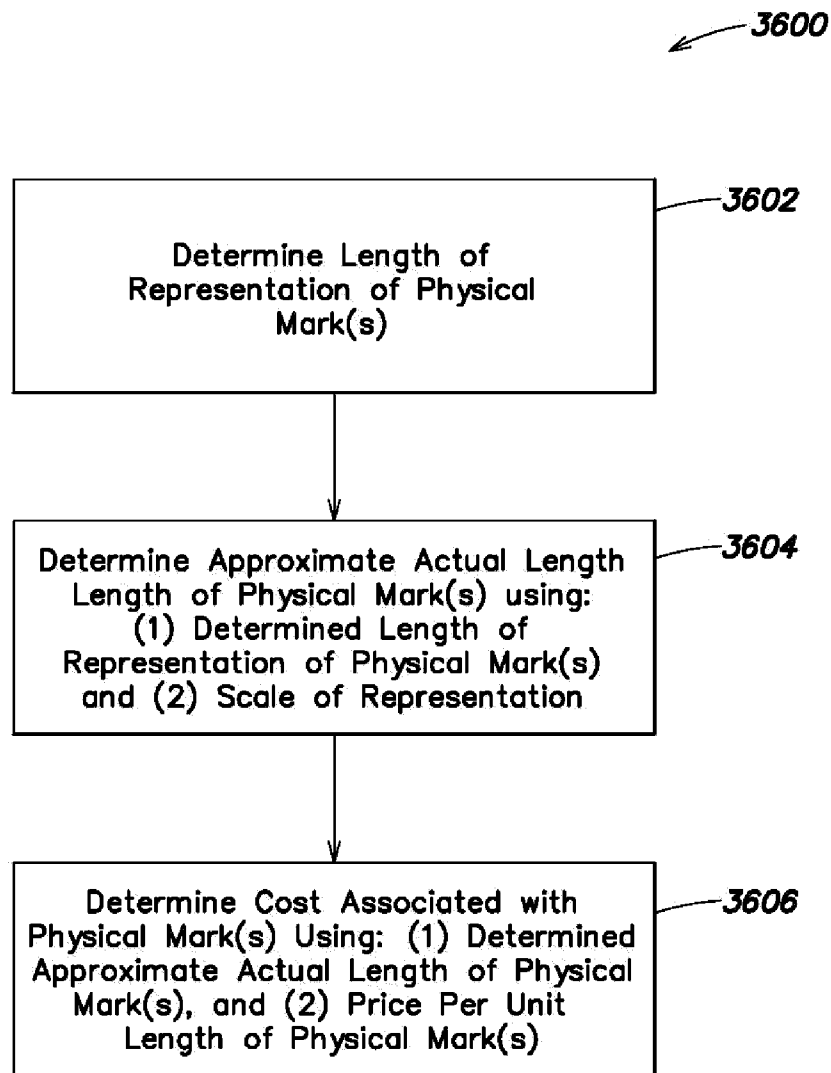 3600
3602
Determine Length of
Representation of Physical
Mark(s)
3604
Determine Approximate Actual Length
Length of Physical Mark(s) using:
(1) Determined Length of
Representation of Physical Mark(s)
and (2) Scale of Representation
3606
Determine Cost Associated with
Physical Mark(s) Using: (1) Determined
Approximate Actual Length of Physical
Mark(s), and (2) Price Per Unit
Length of Physical Mark(s)